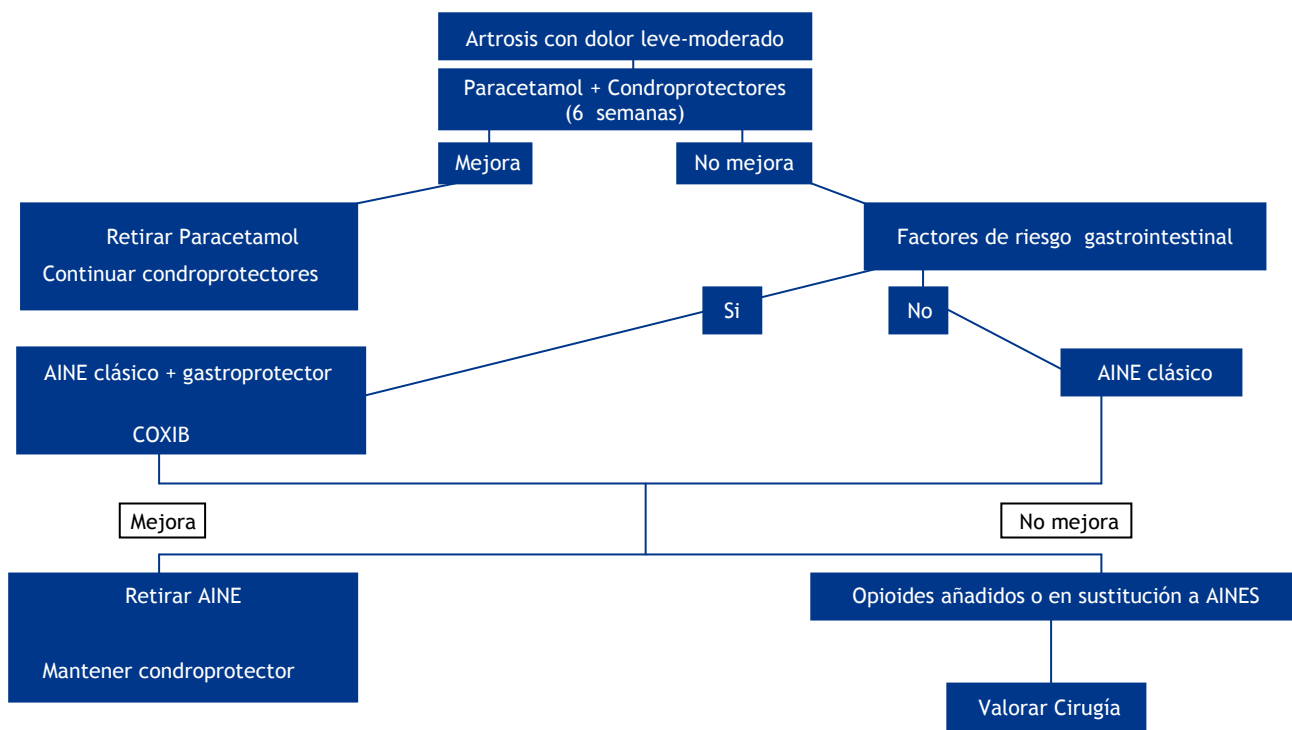 Artrosis con dolor leve-moderado
Paracetamol + Condroprotectores
(6 semanas)
Mejora
No mejora
Retirar Paracetamol
Continuar condroprotectores
Factores de riesgo gastrointestinal
Si
No
AINE clásico + gastroprotector
COXIB
AINE clásico
Mejora
No mejora
Retirar AINE
Mantener condroprotector
Opioides añadidos o en sustitución a AINES
Valorar Cirugía